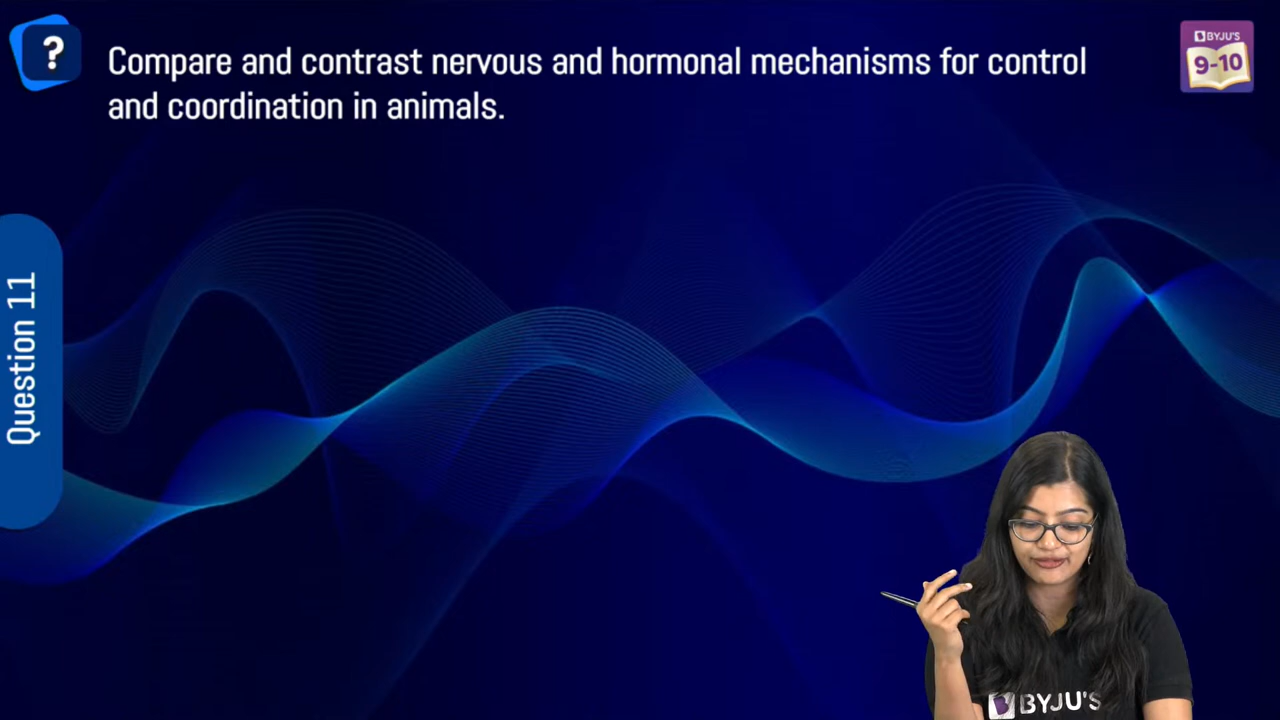 ?
Compare and contrast nervous and hormonal mechanisms for control
and coordination in animals.
BYJU'S
9-10
Question 11
BYJU'S